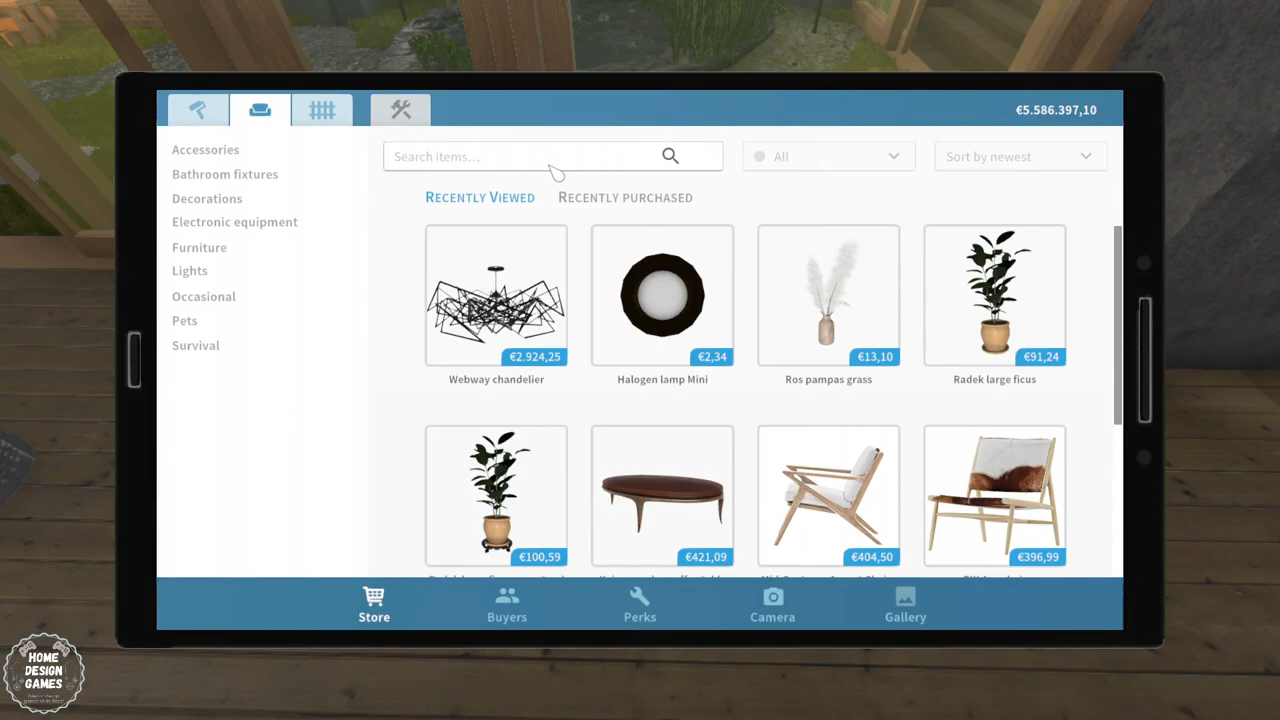 €5.586.397,10
Accessories
Bathroom fixtures
Decorations
Electronic equipment
Furniture
Lights
Occasional
Pets
Survival
Search items...
All
Sort by newest
RECENTLY VIEWED
RECENTLY PURCHASED
€2.924,25
€2,34
€13,10
€91,24
Webway chandelier
Halogen lamp Mini
Ros pampas grass
Radek large ficus
€100,59
€421,09
€404,50
€396,99
Store
Buyers
Perks
Camera
Gallery
HOME
DESIGN
GAMES